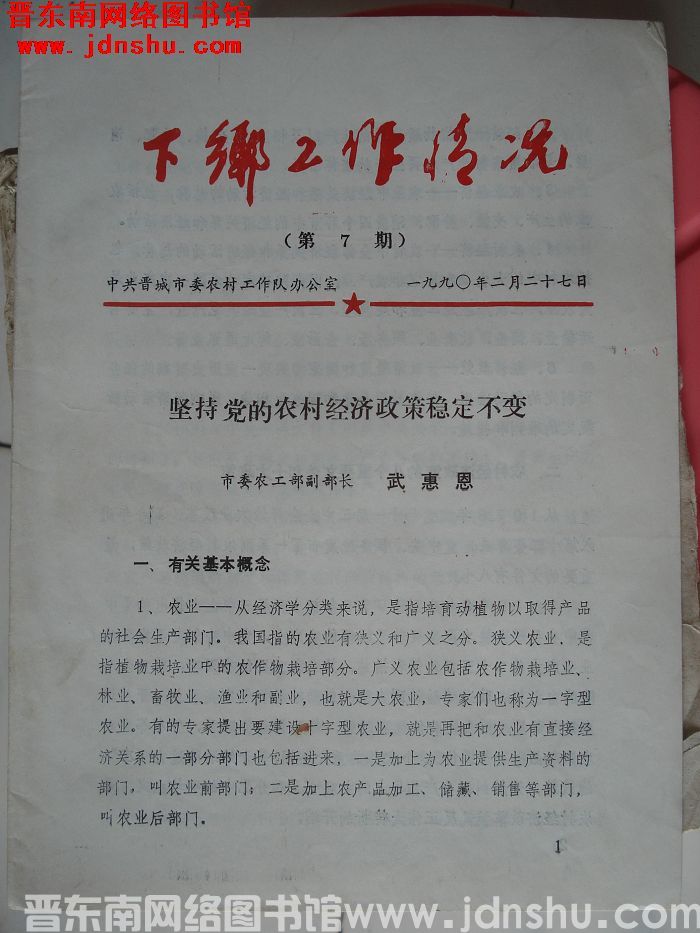 晋东南网络图书馆
www.jdnshu.com
下鄉工作情况
（第 7 期）
中共晋城市委农村工作队办公室 一九九〇年二月二十七日
坚持党的农村经济政策稳定不变
市委农工部副部长 武惠恩
一、有关基本概念
1、农业——从经济学分类来说，是指培育动植物以取得产品
的社会生产部门。我国指的农业有狭义和广义之分。狭义农业．是
指植物栽培业中的农作物栽培部分。广义农业包括农作物栽培业、
林业、畜牧业、渔业和副业，也就是大农业，专家们也称为一字型
农业。有的专家提出要建设十字型农业，就是再把和农业有直接经
济关系的一部分部门也包括进来，一是加上为农业提供生产资料的
部门，叫农业前部门；二是加上农产品加工、储藏、销售等部门，
叫农业后部门。
1
晋东南网络图书馆 www.jdnshu.com